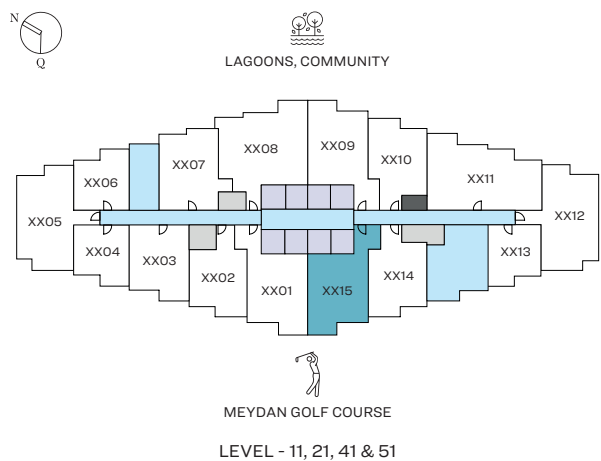 N
Q
LAGOONS, COMMUNITY
XX08
XX09
XX07
XX10
XX06
XX11
XX05
XX12
XX04
XX03
XX13
XX02
XX14
XX01
XX15
MEYDAN GOLF COURSE
LEVEL - 11, 21, 41 & 51